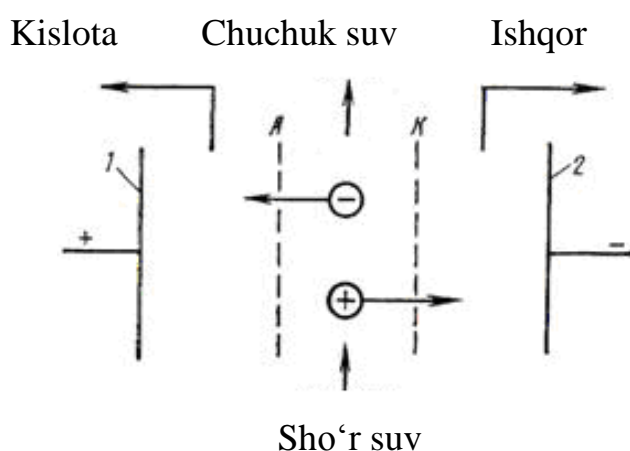 Kislota Chuchuk suv Ishqor
A K
1 2
+ − + −
Sho‘r suv